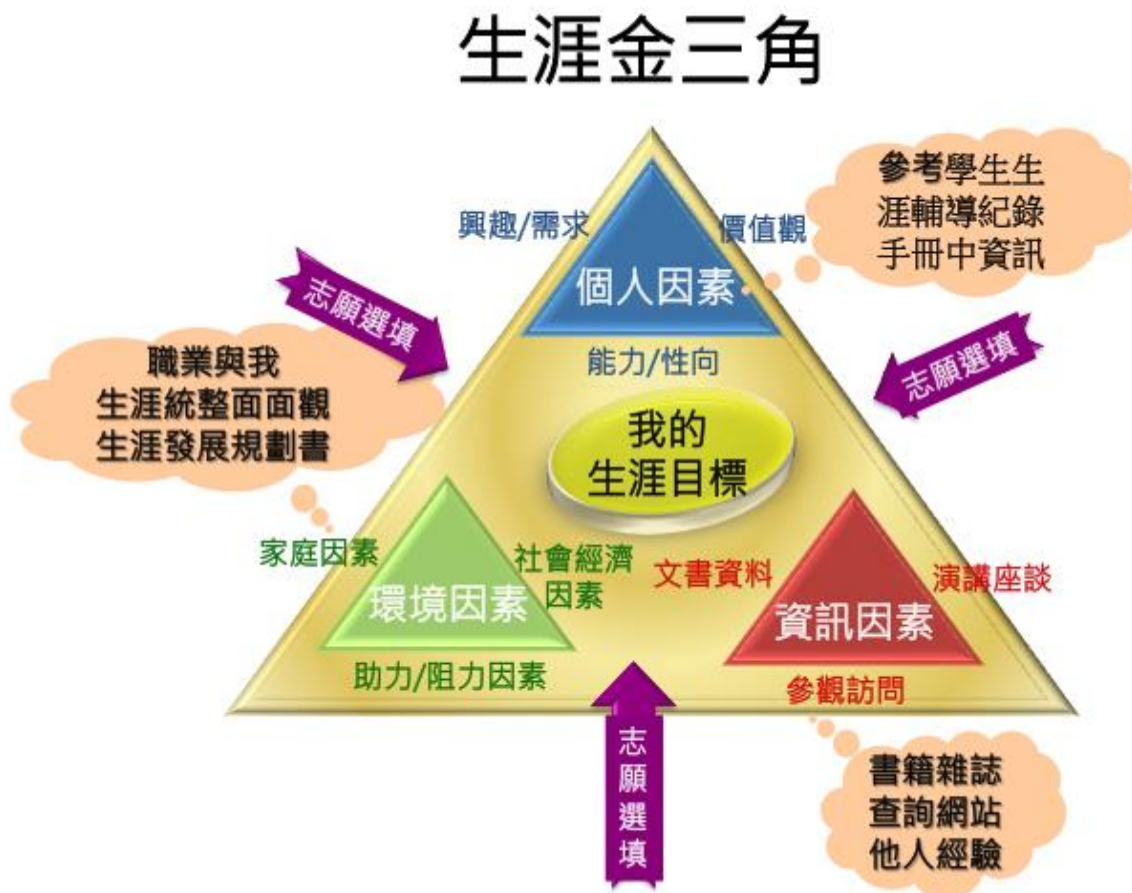 生涯金三角
參考學生生
涯輔導紀錄
手冊中資訊
興趣/需求
價值觀
個人因素
能力/性向
志願選填
志願選填
職業與我
生涯統整面面觀
生涯發展規劃書
我的
生涯目標
家庭因素
社會經濟
因素
環境因素
助力/阻力因素
文書資料
演講座談
資訊因素
參觀訪問
志願選填
書籍雜誌
查詢網站
他人經驗